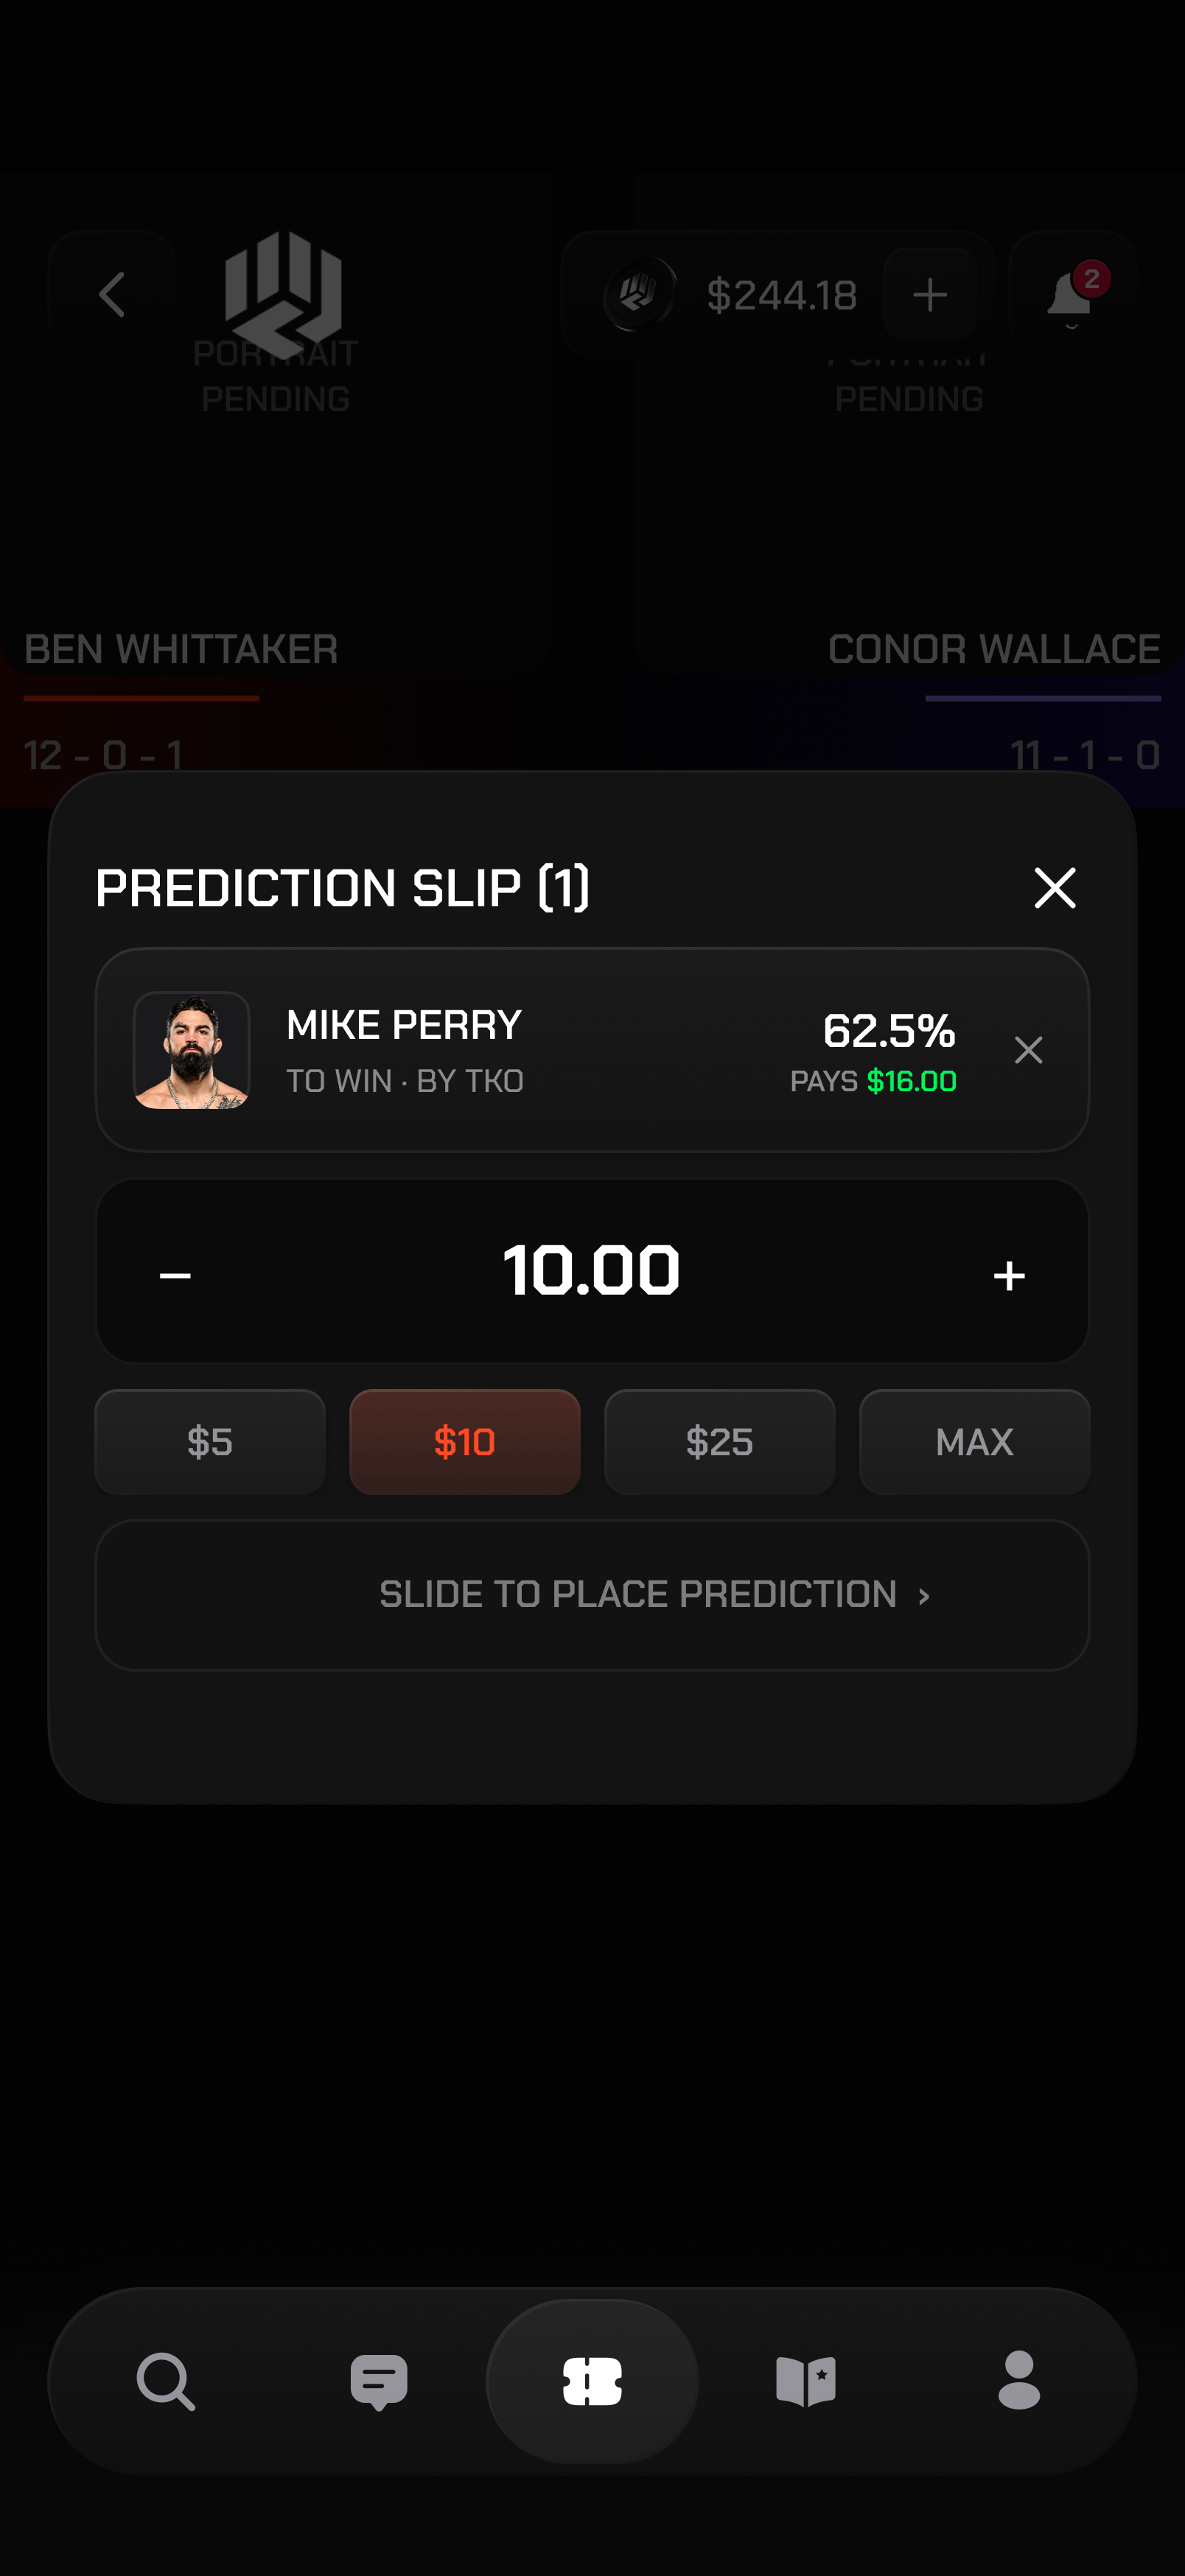 $244.18
2
PORTRAIT
PENDING
PENDING
BEN WHITTAKER
CONOR WALLACE
12 - 0 - 1
11 - 1 - 0
PREDICTION SLIP (1)
MIKE PERRY
62.5%
TO WIN · BY TKO
PAYS $16.00
10.00
$5
$10
$25
MAX
SLIDE TO PLACE PREDICTION ›